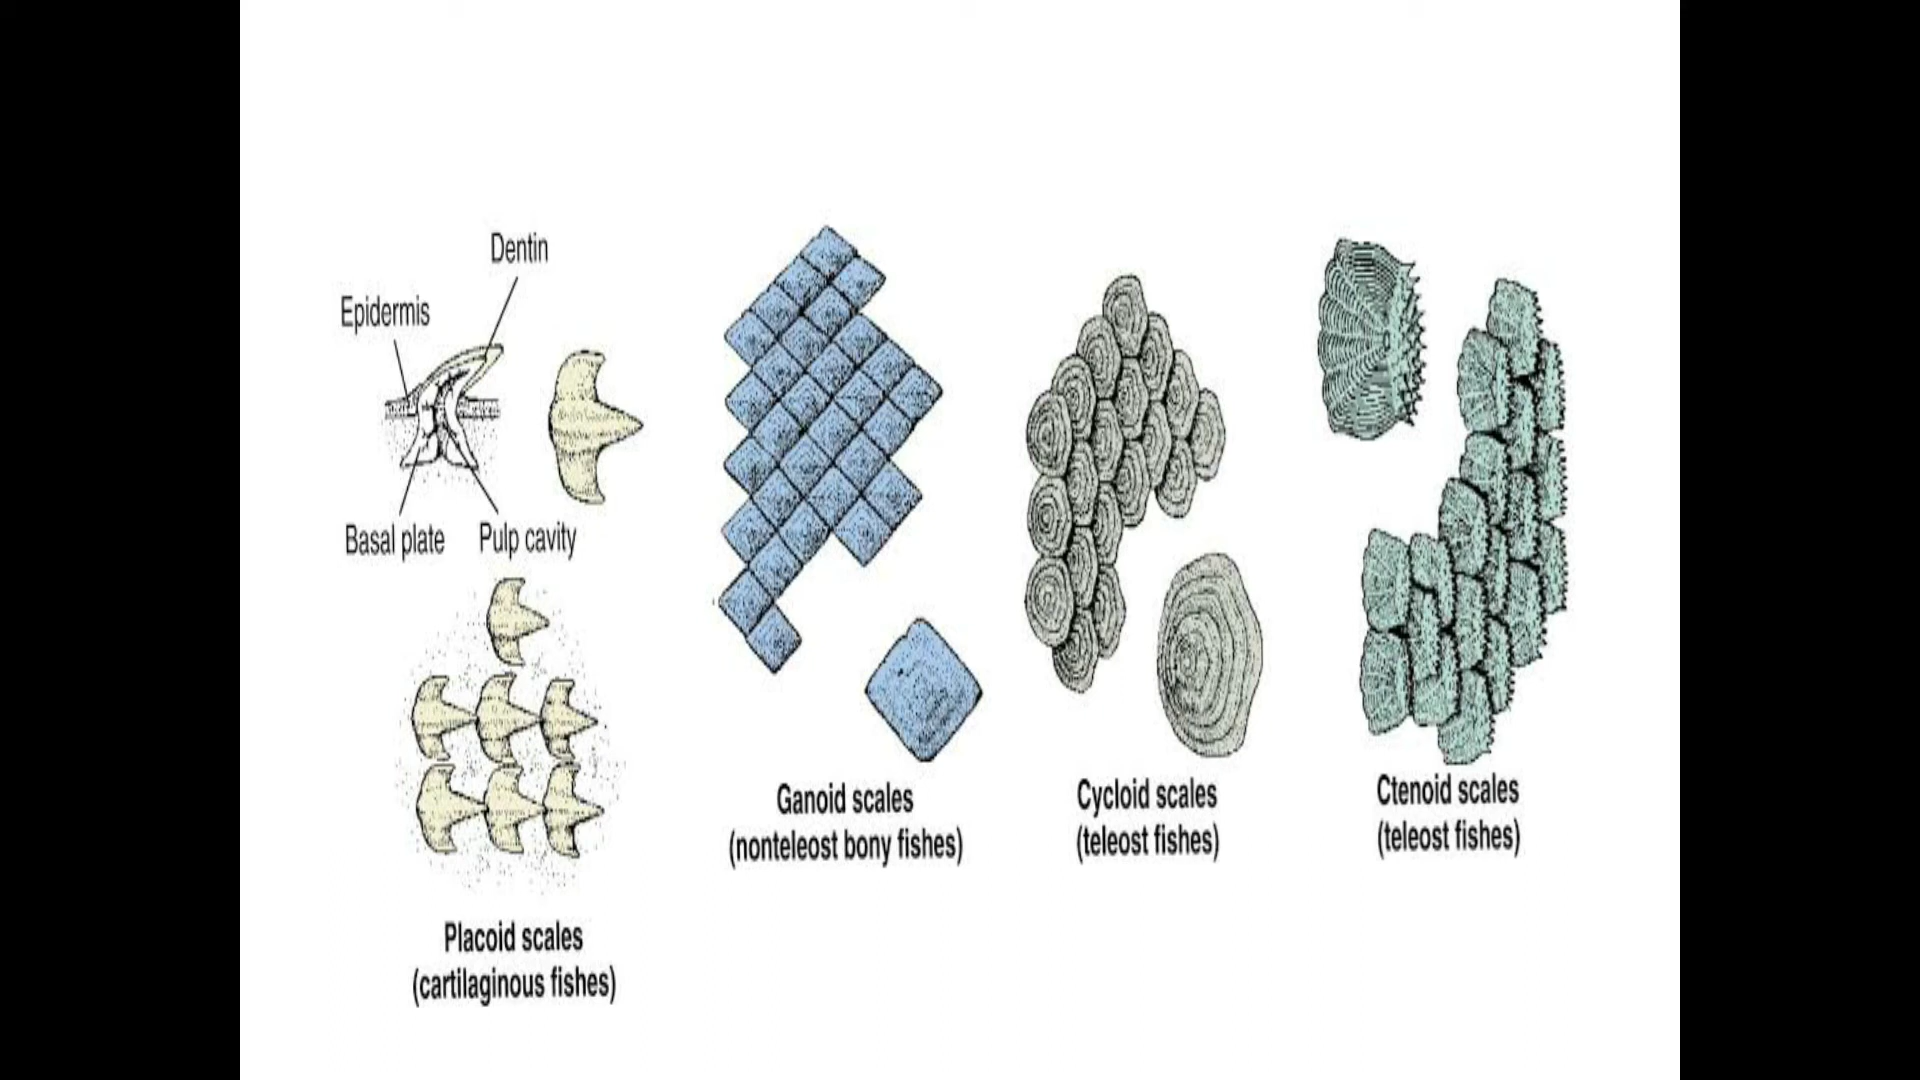 Dentin
Epidermis
Basal plate
Pulp cavity
Placoid scales
(cartilaginous fishes)
Ganoid scales
(nonteleost bony fishes)
Cycloid scales
(teleost fishes)
Ctenoid scales
(teleost fishes)